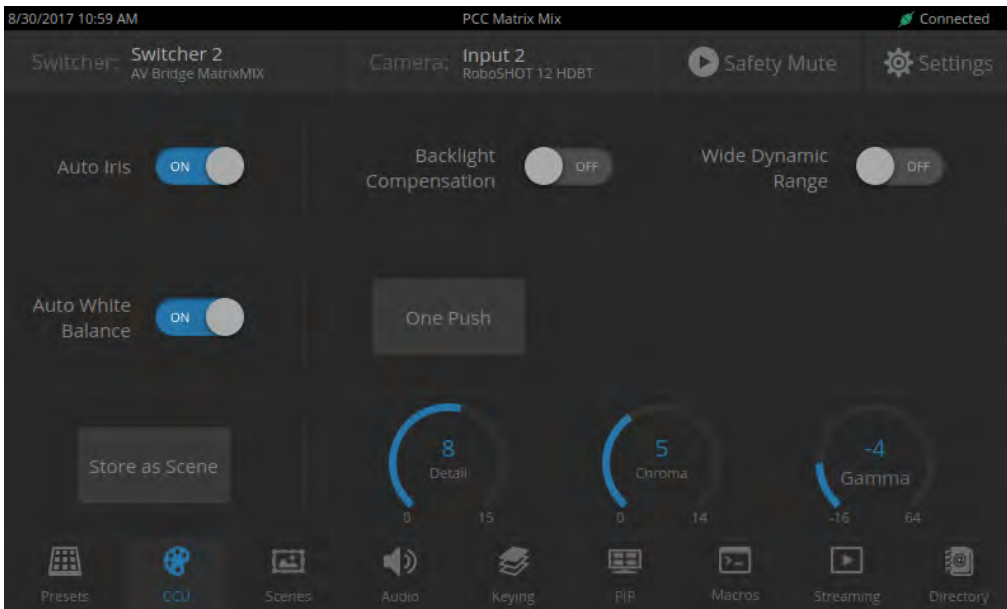 8/30/2017 10:59 AM
PCC Matrix Mix
Connected
Switcher:
Switcher 2
AV Bridge MatrixMIX
Camera:
Input 2
RoboSHOT 12 HDBT
Safety Mute
Settings
Auto Iris
ON
Backlight
Compensation
OFF
Wide Dynamic
Range
OFF
Auto White
Balance
ON
One Push
Store as Scene
8
Detail
0
15
5
Chroma
0
14
-4
Gamma
-16
64
Presets
CCU
Scenes
Audio
Keying
PIP
Macros
Streaming
Directory